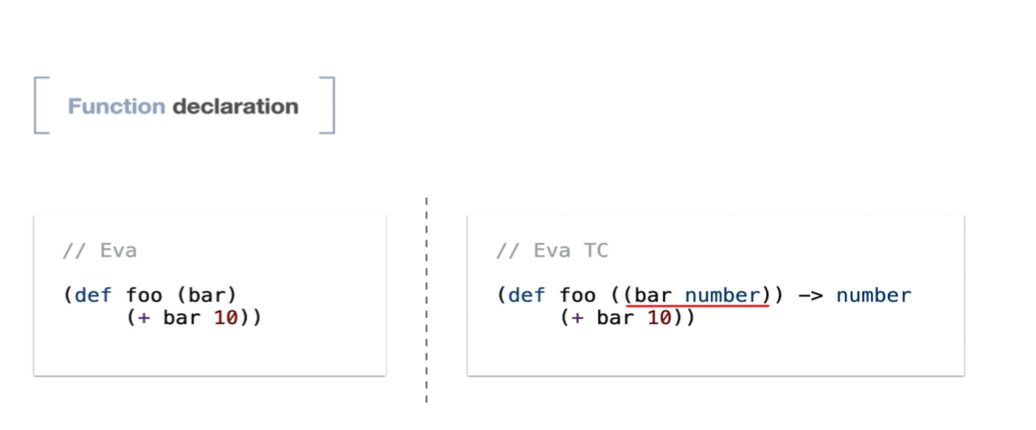 Function declaration
// Eva
(def foo (bar)
(+ bar 10))
// Eva TC
(def foo ((bar number)) -> number
(+ bar 10))